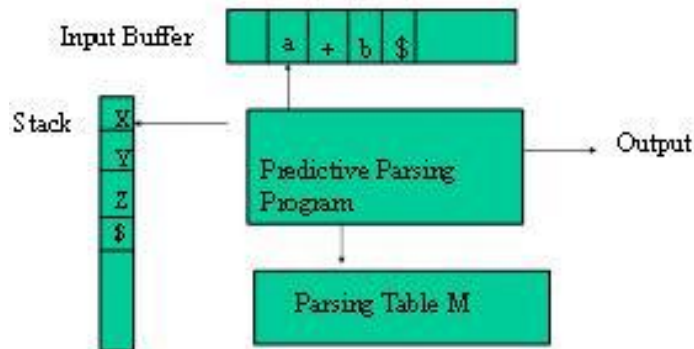 Input Buffer
a + b $
Stack
X
Y
Z
$
Predictive Parsing
Program
Output
Parsing Table M